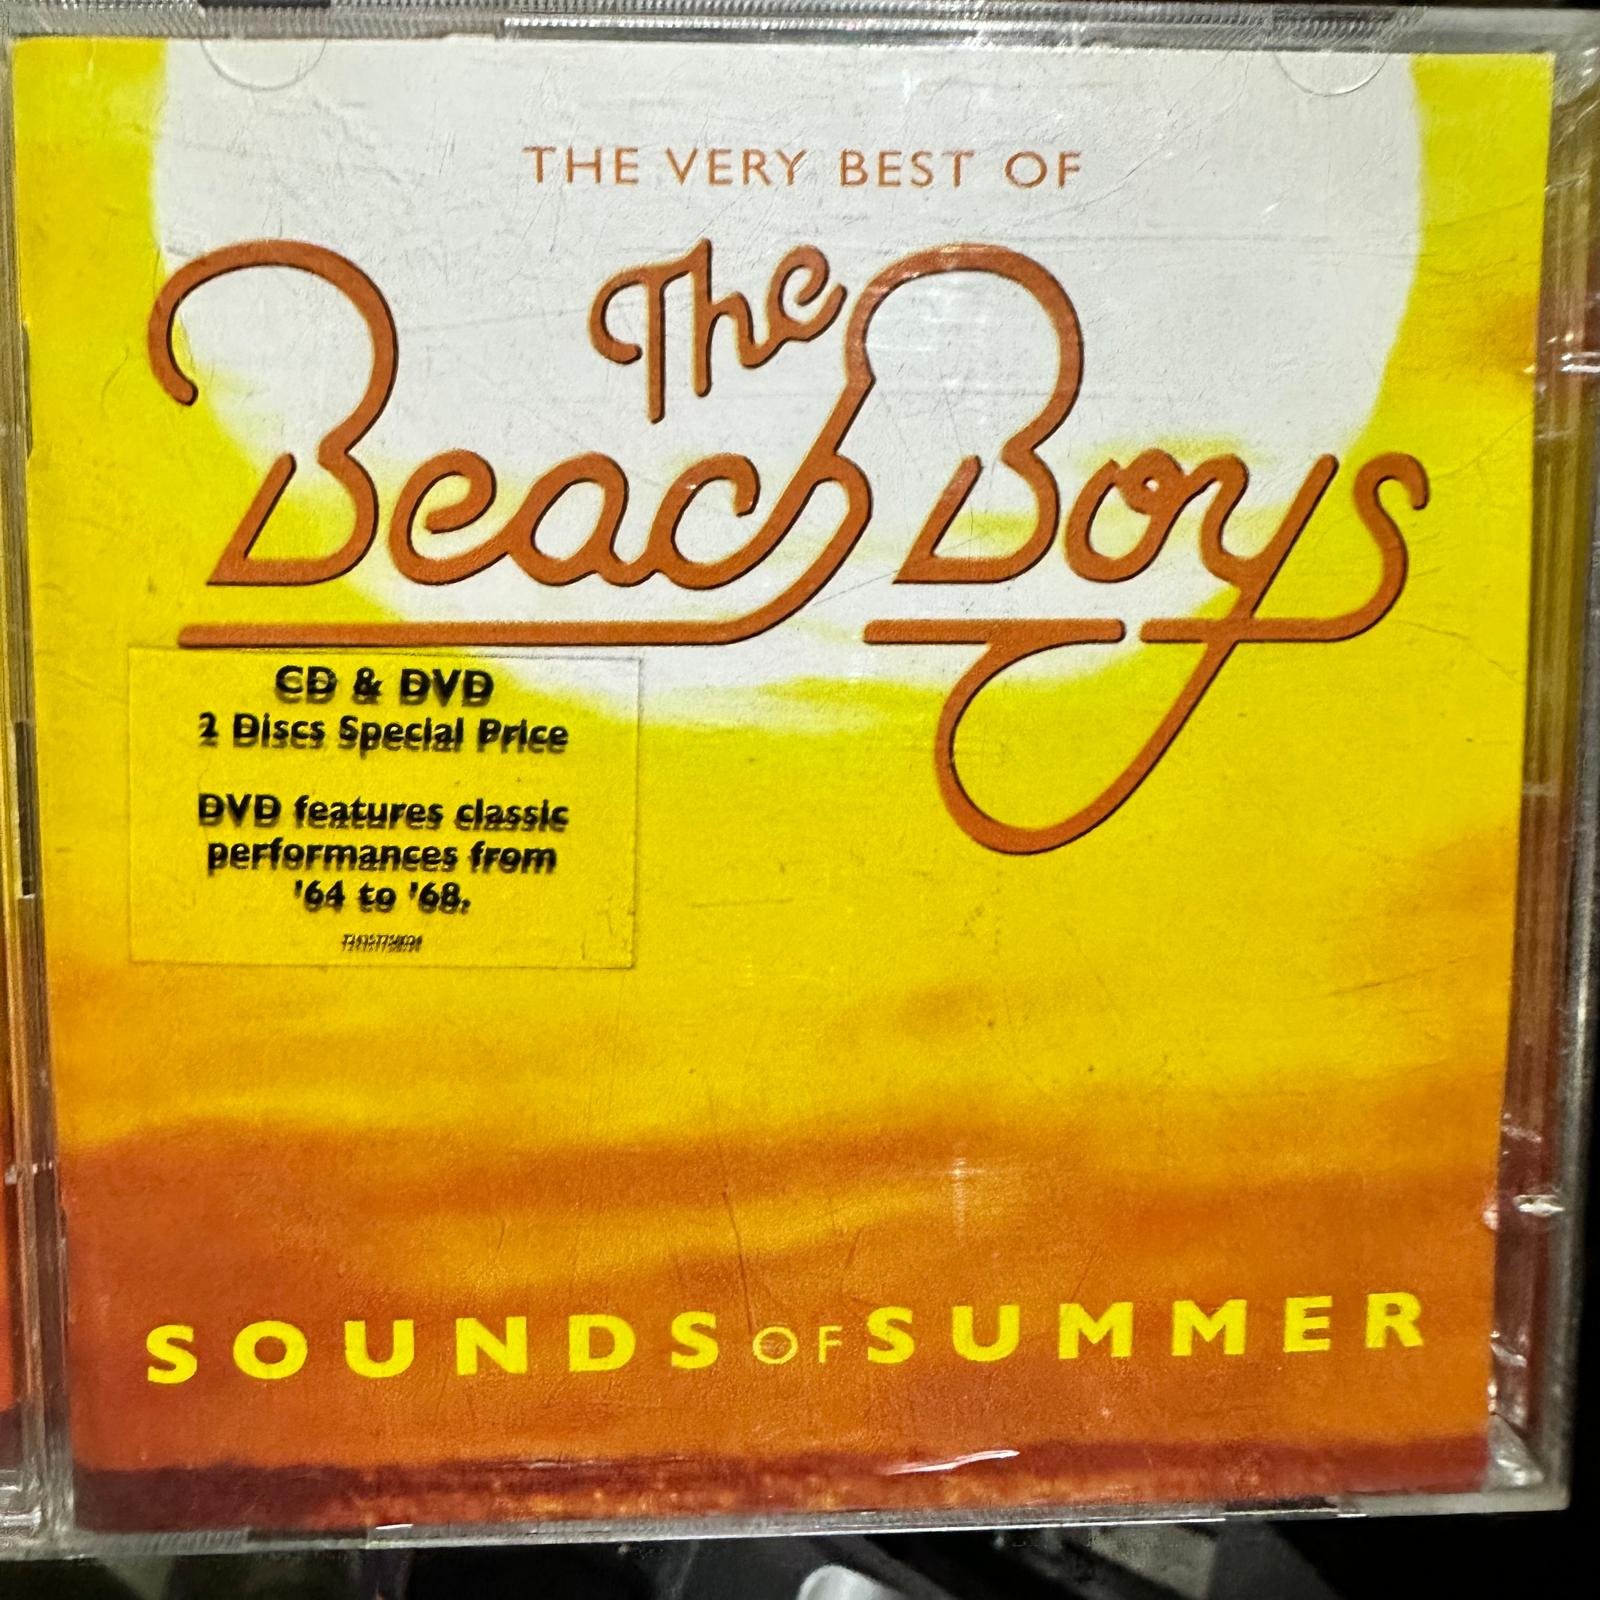 THE VERY BEST OF
The
Beach Boys
CD & DVD
2 Discs Special Price
DVD features classic
performances from
'64 to '68.
SOUNDS OF SUMMER